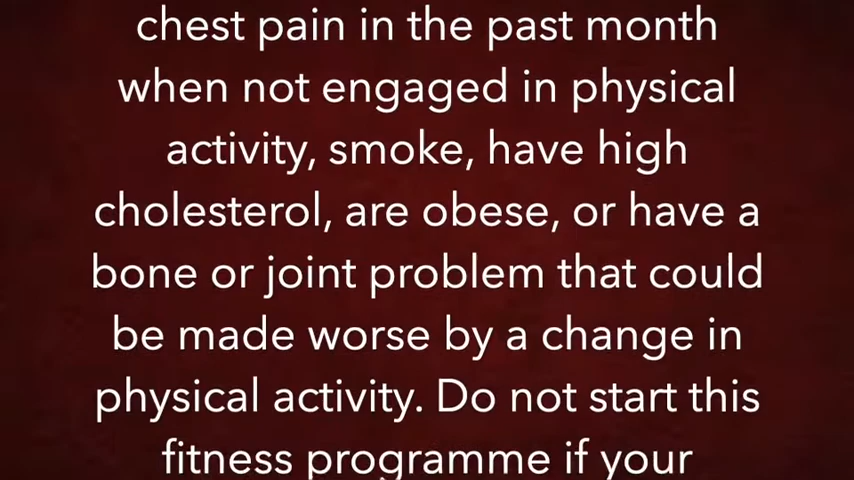 chest pain in the past month
when not engaged in physical
activity, smoke, have high
cholesterol, are obese, or have a
bone or joint problem that could
be made worse by a change in
physical activity. Do not start this
fitness programme if your